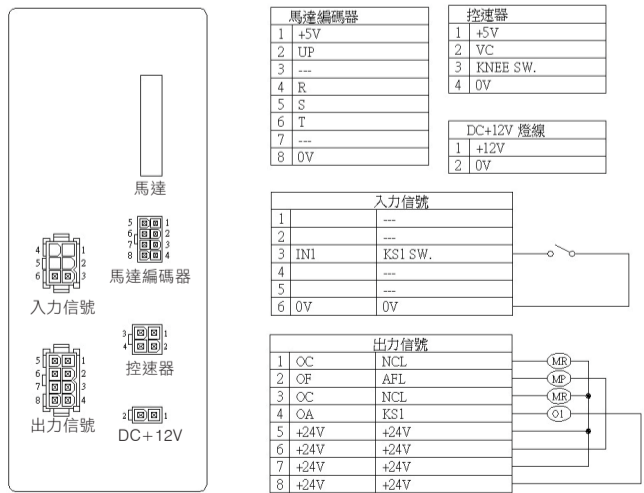 馬達
5 1
6 2
7 3
8 4
馬達編碼器
4 1
5 2
6 3
入力信號
3 1
4 2
控速器
5 1
6 2
7 3
8 4
出力信號
2 1
DC+12V
馬達編碼器
1 +5V
2 UP
3 ---
4 R
5 S
6 T
7 ---
8 0V
控速器
1 +5V
2 VC
3 KNEE SW.
4 0V
DC+12V 燈線
1 +12V
2 0V
入力信號
1 ---
2 ---
3 IN1 KS1 SW.
4 ---
5 ---
6 0V 0V
出力信號
1 OC NCL MR
2 OF AFL MP
3 OC NCL MR
4 OA KS1 O1
5 +24V +24V
6 +24V +24V
7 +24V +24V
8 +24V +24V